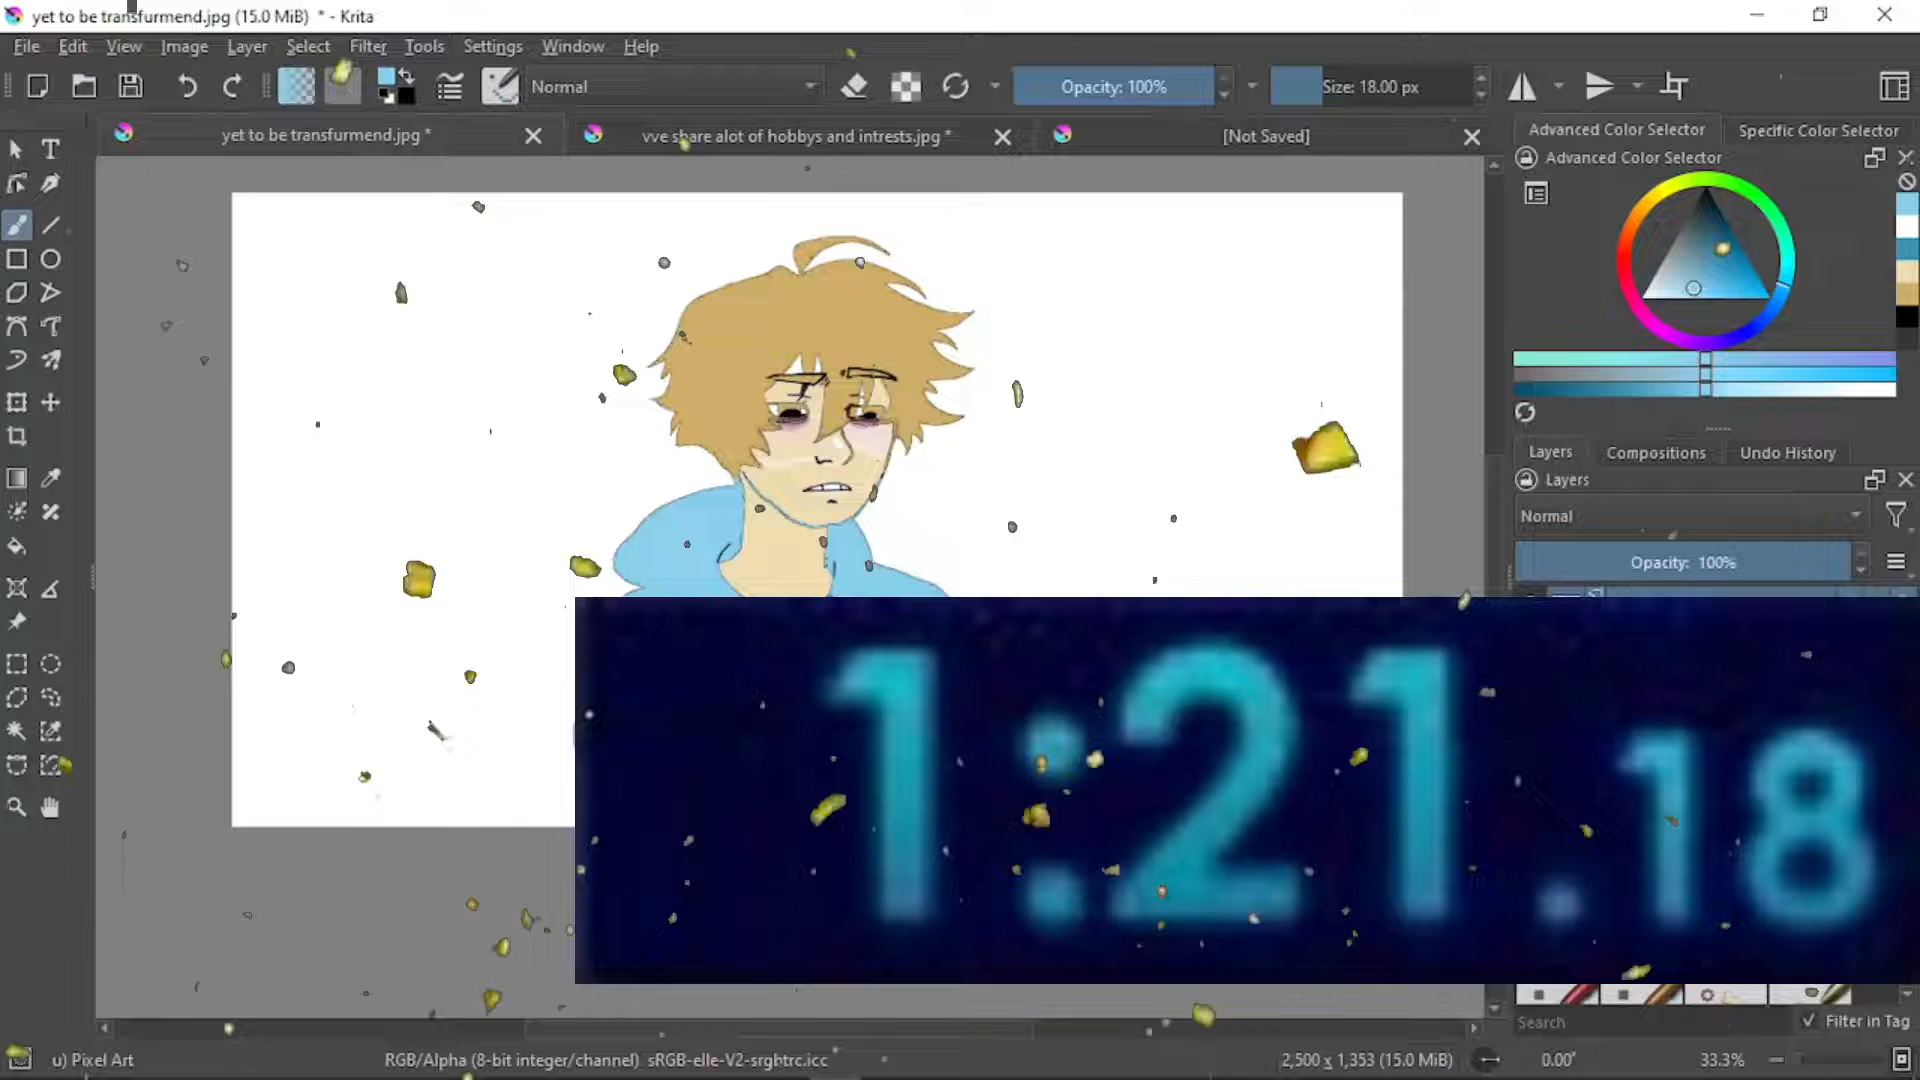 yet to be transfurmend.jpg (15.0 MiB) * - Krita
File Edit View Image Layer Select Filter Tools Settings Window Help
Normal
Opacity: 100%
Size: 18.00 px
yet to be transfurmend.jpg *
vve share alot of hobbys and intrests.jpg *
[Not Saved]
Advanced Color Selector
Specific Color Selector
Advanced Color Selector
Layers
Compositions
Undo History
Layers
Normal
Opacity: 100%
1:21.18
Search
Filter in Tag
u) Pixel Art
RGB/Alpha (8-bit integer/channel) sRGB-elle-V2-srgbtrc.icc
2,500 x 1,353 (15.0 MiB)
0.00°
33.3%